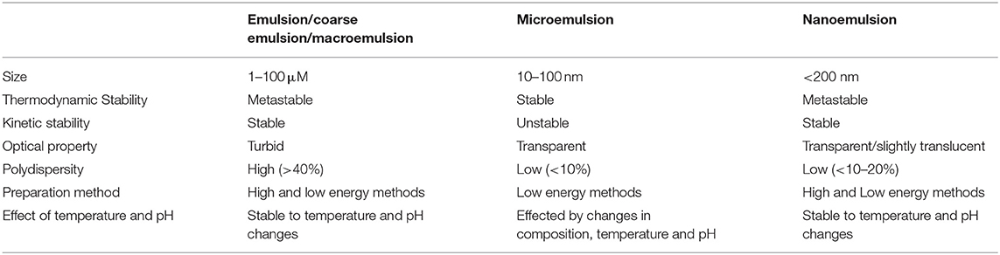 Emulsion/coarse emulsion/macroemulsion Microemulsion Nanoemulsion
Size 1–100 μM 10–100 nm <200 nm
Thermodynamic Stability Metastable Stable Metastable
Kinetic stability Stable Unstable Stable
Optical property Turbid Transparent Transparent/slightly translucent
Polydispersity High (>40%) Low (<10%) Low (<10–20%)
Preparation method High and low energy methods Low energy methods High and Low energy methods
Effect of temperature and pH Stable to temperature and pH changes Effected by changes in composition, temperature and pH Stable to temperature and pH changes